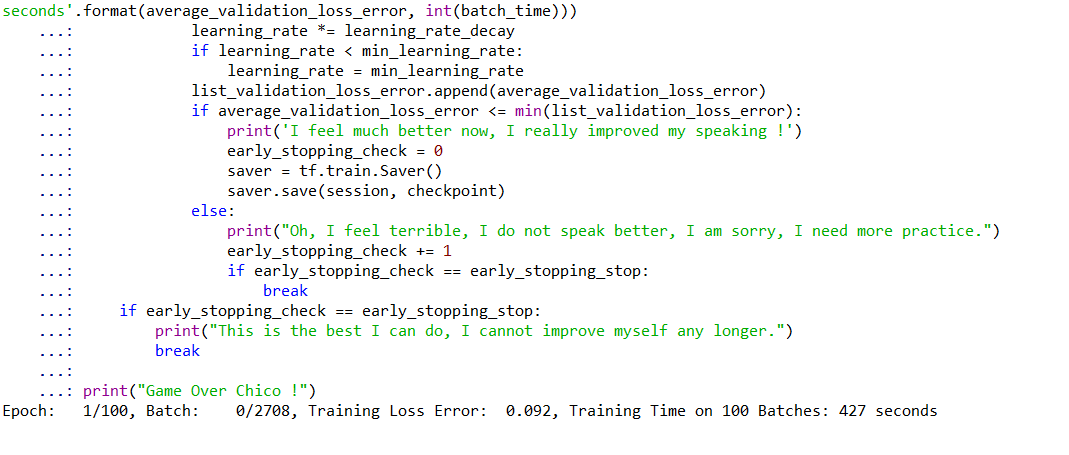 seconds'.format(average_validation_loss_error, int(batch_time)))
...: learning_rate *= learning_rate_decay
...: if learning_rate < min_learning_rate:
...: learning_rate = min_learning_rate
...: list_validation_loss_error.append(average_validation_loss_error)
...: if average_validation_loss_error <= min(list_validation_loss_error):
...: print('I feel much better now, I really improved my speaking !')
...: early_stopping_check = 0
...: saver = tf.train.Saver()
...: saver.save(session, checkpoint)
...: else:
...: print("Oh, I feel terrible, I do not speak better, I am sorry, I need more practice.")
...: early_stopping_check += 1
...: if early_stopping_check == early_stopping_stop:
...: break
...: if early_stopping_check == early_stopping_stop:
...: print("This is the best I can do, I cannot improve myself any longer.")
...: break
...:
...: print("Game Over Chico !")
Epoch: 1/100, Batch: 0/2708, Training Loss Error: 0.092, Training Time on 100 Batches: 427 seconds